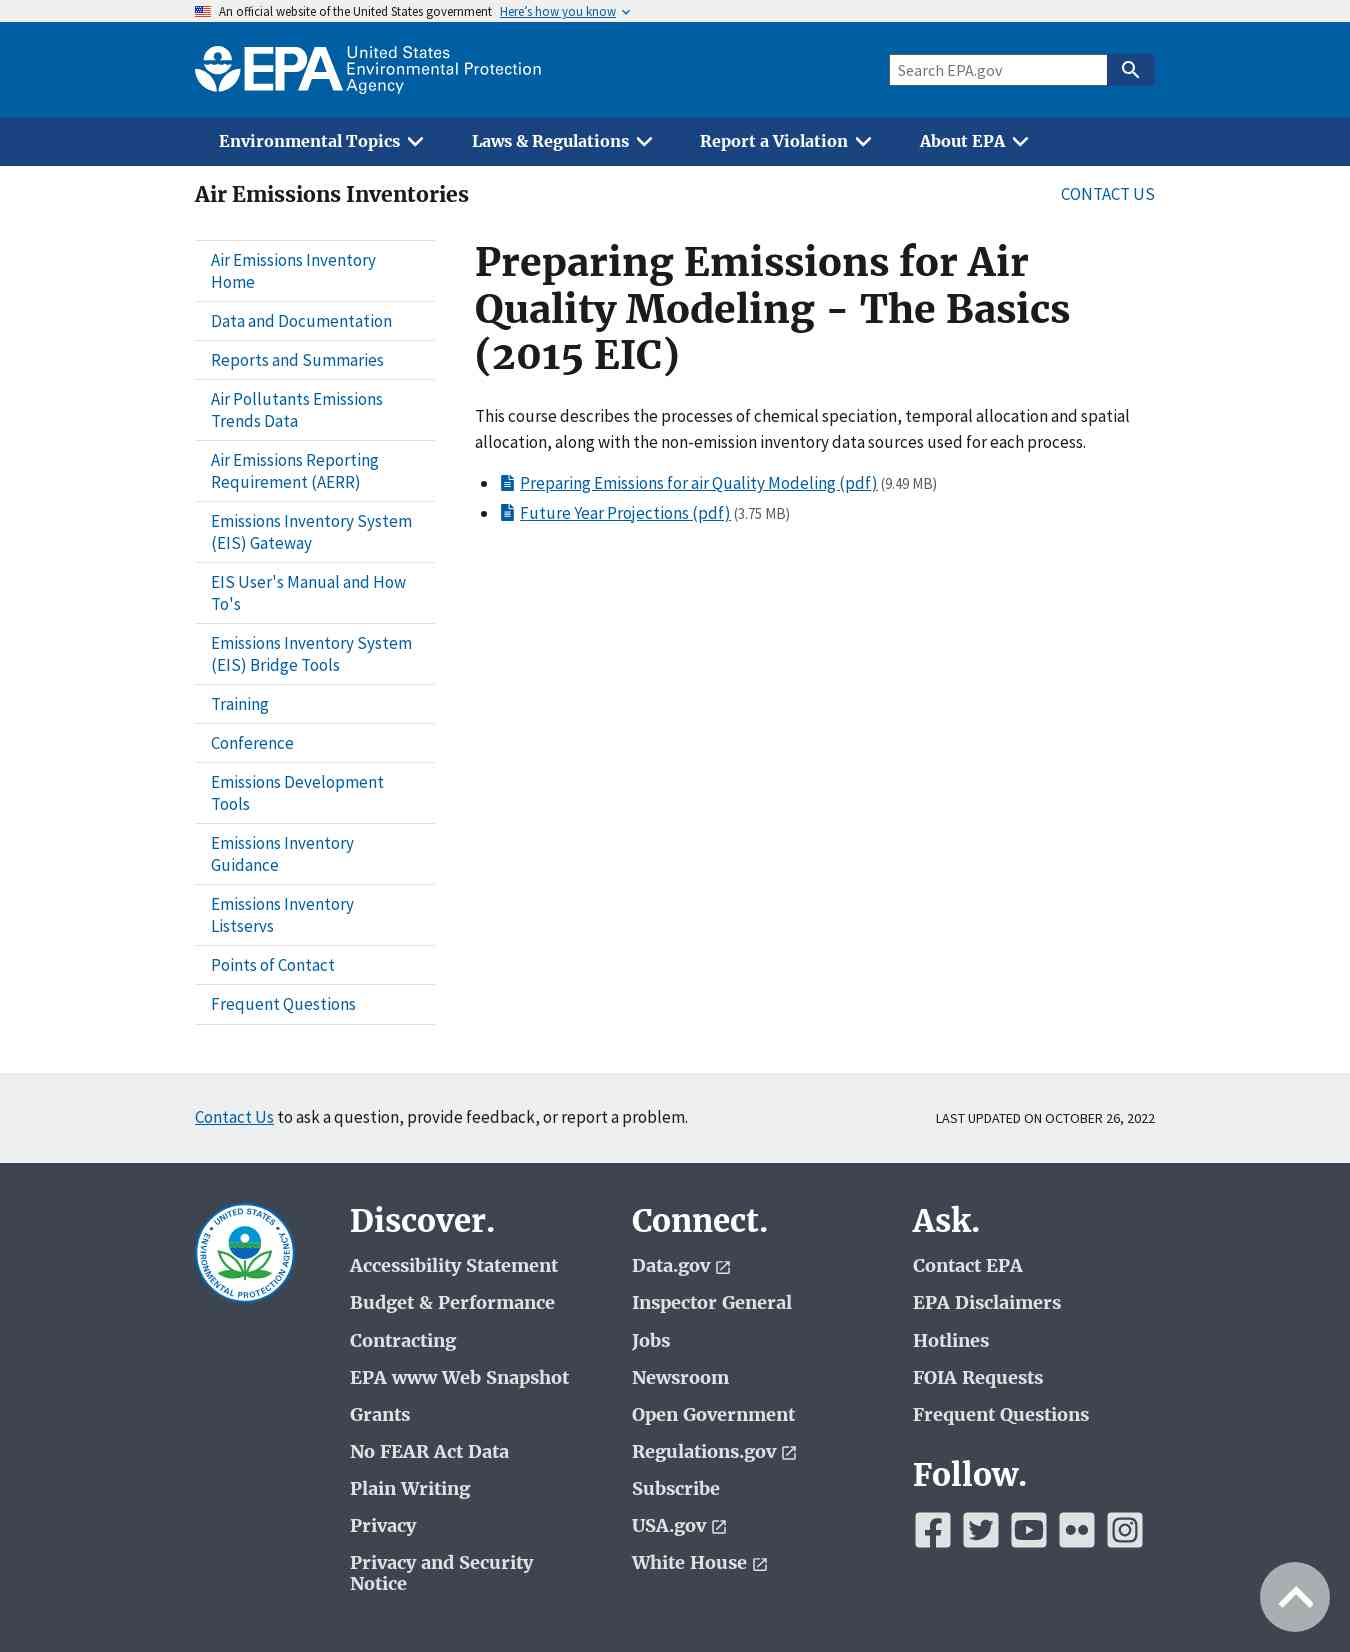 An official website of the United States government Here's how you know
EPA United States
Environmental Protection
Agency
Search EPA.gov
Environmental Topics
Laws & Regulations
Report a Violation
About EPA
Air Emissions Inventories
CONTACT US
Air Emissions Inventory
Home
Data and Documentation
Reports and Summaries
Air Pollutants Emissions
Trends Data
Air Emissions Reporting
Requirement (AERR)
Emissions Inventory System
(EIS) Gateway
EIS User's Manual and How
To's
Emissions Inventory System
(EIS) Bridge Tools
Training
Conference
Emissions Development
Tools
Emissions Inventory
Guidance
Emissions Inventory
Listservs
Points of Contact
Frequent Questions
Preparing Emissions for Air
Quality Modeling - The Basics
(2015 EIC)
This course describes the processes of chemical speciation, temporal allocation and spatial
allocation, along with the non-emission inventory data sources used for each process.
Preparing Emissions for air Quality Modeling (pdf) (9.49 MB)
Future Year Projections (pdf) (3.75 MB)
Contact Us to ask a question, provide feedback, or report a problem.
LAST UPDATED ON OCTOBER 26, 2022
UNITED STATES
ENVIRONMENTAL PROTECTION AGENCY
Discover.
Accessibility Statement
Budget & Performance
Contracting
EPA www Web Snapshot
Grants
No FEAR Act Data
Plain Writing
Privacy
Privacy and Security
Notice
Connect.
Data.gov
Inspector General
Jobs
Newsroom
Open Government
Regulations.gov
Subscribe
USA.gov
White House
Ask.
Contact EPA
EPA Disclaimers
Hotlines
FOIA Requests
Frequent Questions
Follow.